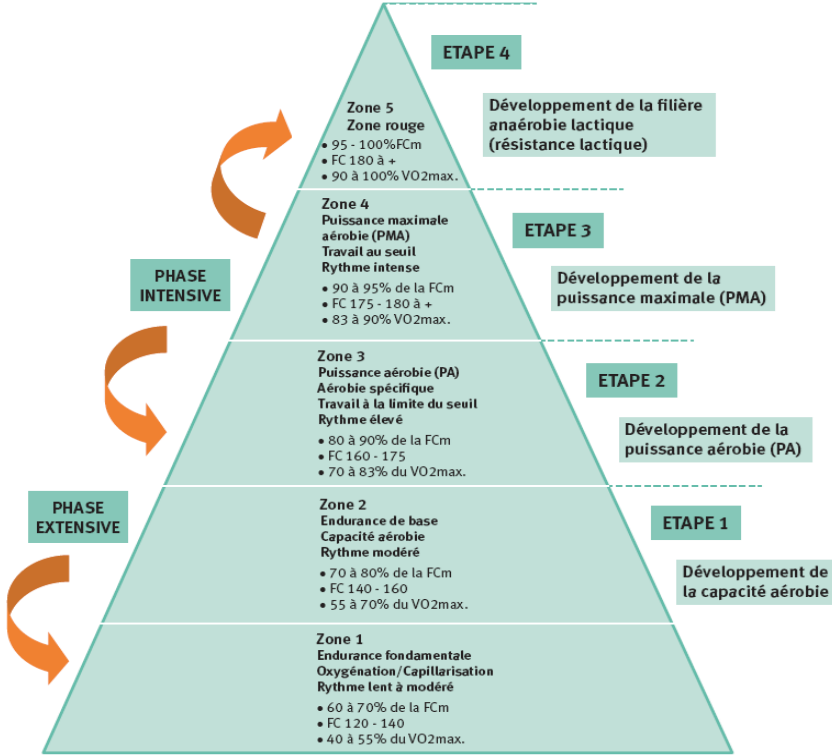 ETAPE 4
Développement de la filière
anaérobie lactique
(résistance lactique)
Zone 5
Zone rouge
• 95 - 100%FCm
• FC 180 à +
• 90 à 100% VO2max.
ETAPE 3
Développement de la
puissance maximale (PMA)
Zone 4
Puissance maximale
aérobie (PMA)
Travail au seuil
Rythme intense
• 90 à 95% de la FCm
• FC 175 - 180 à +
• 83 à 90% VO2max.
PHASE
INTENSIVE
ETAPE 2
Développement de la
puissance aérobie (PA)
Zone 3
Puissance aérobie (PA)
Aérobie spécifique
Travail à la limite du seuil
Rythme élevé
• 80 à 90% de la FCm
• FC 160 - 175
• 70 à 83% du VO2max.
PHASE
EXTENSIVE
ETAPE 1
Développement de
la capacité aérobie
Zone 2
Endurance de base
Capacité aérobie
Rythme modéré
• 70 à 80% de la FCm
• FC 140 - 160
• 55 à 70% du VO2max.
Zone 1
Endurance fondamentale
Oxygénation/Capillarisation
Rythme lent à modéré
• 60 à 70% de la FCm
• FC 120 - 140
• 40 à 55% du VO2max.